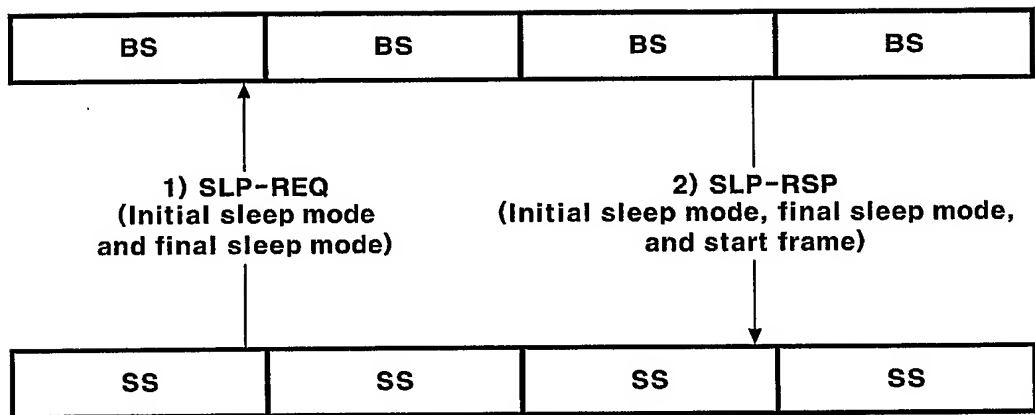 BS BS BS BS
1) SLP-REQ
(Initial sleep mode
and final sleep mode)
2) SLP-RSP
(Initial sleep mode, final sleep mode,
and start frame)
SS SS SS SS